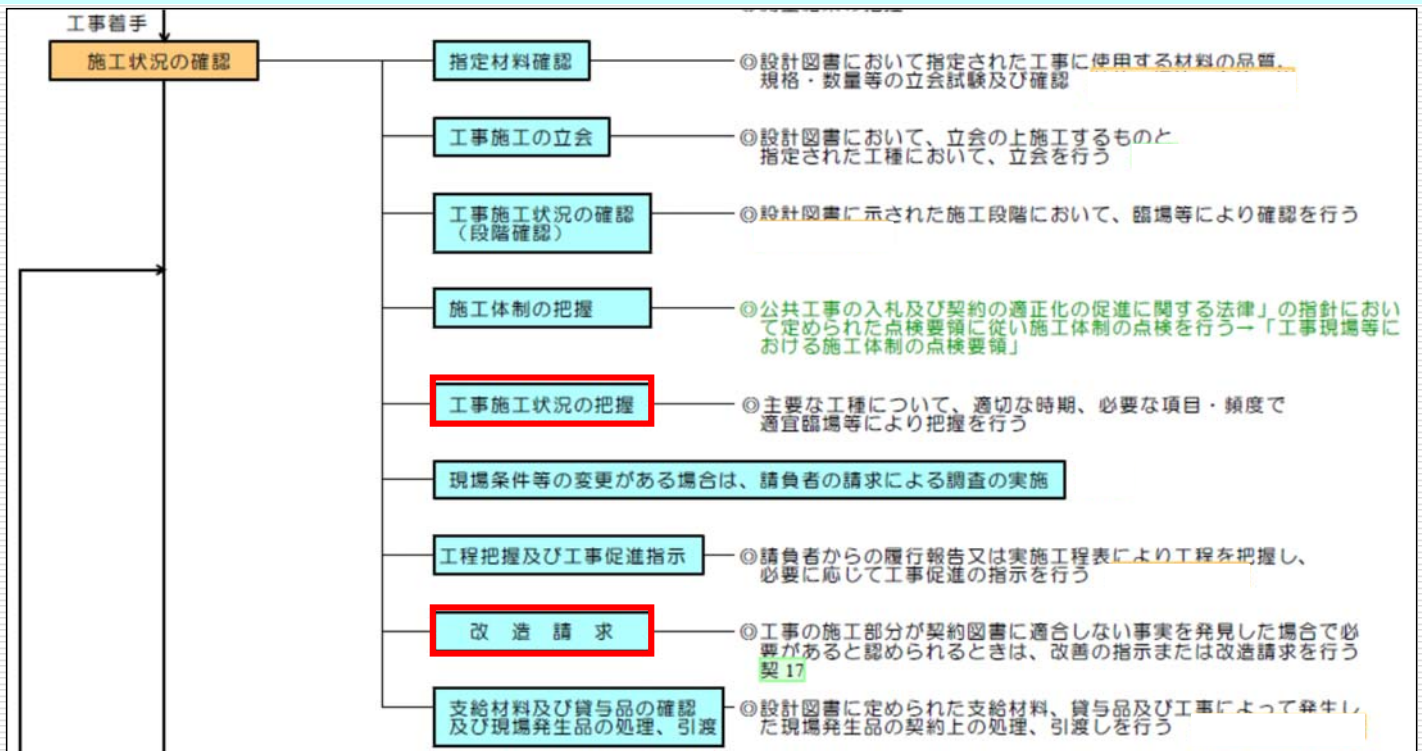 工事着手
施工状況の確認
指定材料確認
◎設計図書において指定された工事に使用する材料の品質、
規格・数量等の立会試験及び確認
工事施工の立会
◎設計図書において、立会の上施工するものと
指定された工種において、立会を行う
工事施工状況の確認
（段階確認）
◎設計図書に示された施工段階において、臨場等により確認を行う
施工体制の把握
◎公共工事の入札及び契約の適正化の促進に関する法律」の指針におい
て定められた点検要領に従い施工体制の点検を行う→「工事現場等に
おける施工体制の点検要領」
工事施工状況の把握
◎主要な工種について、適切な時期、必要な項目・頻度で
適宜臨場等により把握を行う
現場条件等の変更がある場合は、請負者の請求による調査の実施
工程把握及び工事促進指示
◎請負者からの履行報告又は実施工程表により工程を把握し、
必要に応じて工事促進の指示を行う
改 造 請 求
◎工事の施工部分が契約図書に適合しない事実を発見した場合で必
要があると認められるときは、改善の指示または改造請求を行う
契 17
支給材料及び貸与品の確認
及び現場発生品の処理、引渡
◎設計図書に定められた支給材料、貸与品及び工事によって発生し
た現場発生品の契約上の処理、引渡しを行う